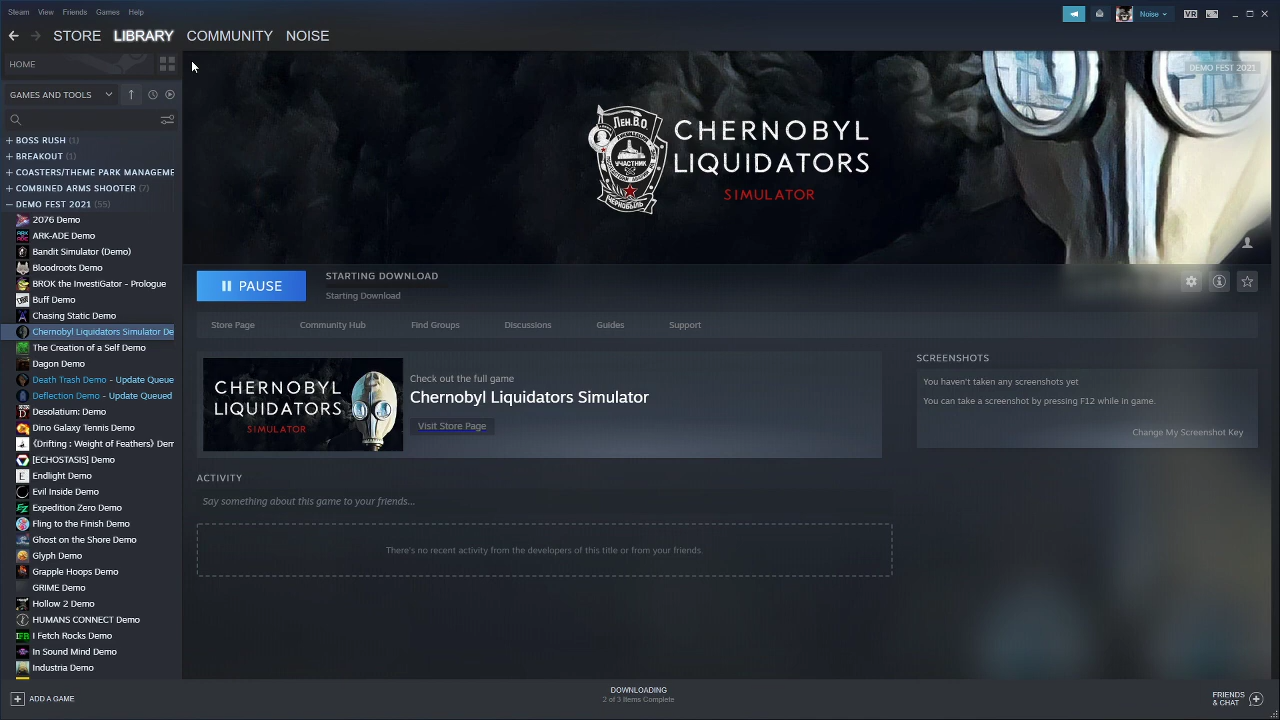 Steam View Friends Games Help
Noise VR
STORE LIBRARY COMMUNITY NOISE
HOME
GAMES AND TOOLS
BOSS RUSH (1)
BREAKOUT (1)
COASTERS/THEME PARK MANAGEME
COMBINED ARMS SHOOTER (7)
DEMO FEST 2021 (55)
2076 Demo
ARK-ADE Demo
Bandit Simulator (Demo)
Bloodroots Demo
BROK the InvestiGator - Prologue
Buff Demo
Chasing Static Demo
Chernobyl Liquidators Simulator De
The Creation of a Self Demo
Dagon Demo
Death Trash Demo - Update Queue
Deflection Demo - Update Queued
Desolatum: Demo
Dino Galaxy Tennis Demo
《Drifting : Weight of Feathers》 Dem
[ECHOSTASIS] Demo
Endlight Demo
Evil Inside Demo
Expedition Zero Demo
Fling to the Finish Demo
Ghost on the Shore Demo
Glyph Demo
Grapple Hoops Demo
GRIME Demo
Hollow 2 Demo
HUMANS CONNECT Demo
I Fetch Rocks Demo
In Sound Mind Demo
Industria Demo
ADD A GAME
DEMO FEST 2021
Лен.В.О.
УЧАСТНИК
ЧЕРНОБЫЛЬ
CHERNOBYL
LIQUIDATORS
SIMULATOR
PAUSE
STARTING DOWNLOAD
Starting Download
Store Page Community Hub Find Groups Discussions Guides Support
CHERNOBYL
LIQUIDATORS
SIMULATOR
Check out the full game
Chernobyl Liquidators Simulator
Visit Store Page
SCREENSHOTS
You haven't taken any screenshots yet
You can take a screenshot by pressing F12 while in game.
Change My Screenshot Key
ACTIVITY
Say something about this game to your friends...
There's no recent activity from the developers of this title or from your friends.
DOWNLOADING
2 of 3 Items Complete
FRIENDS
& CHAT